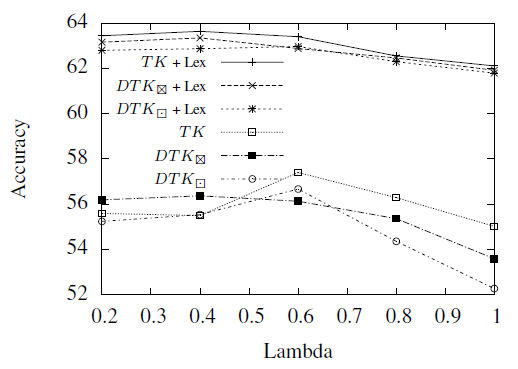 64
62
60
58
56
54
52
Accuracy
TK + Lex
DTK⊠ + Lex
DTK⊡ + Lex
TK
DTK⊠
DTK⊡
0.2 0.3 0.4 0.5 0.6 0.7 0.8 0.9 1
Lambda